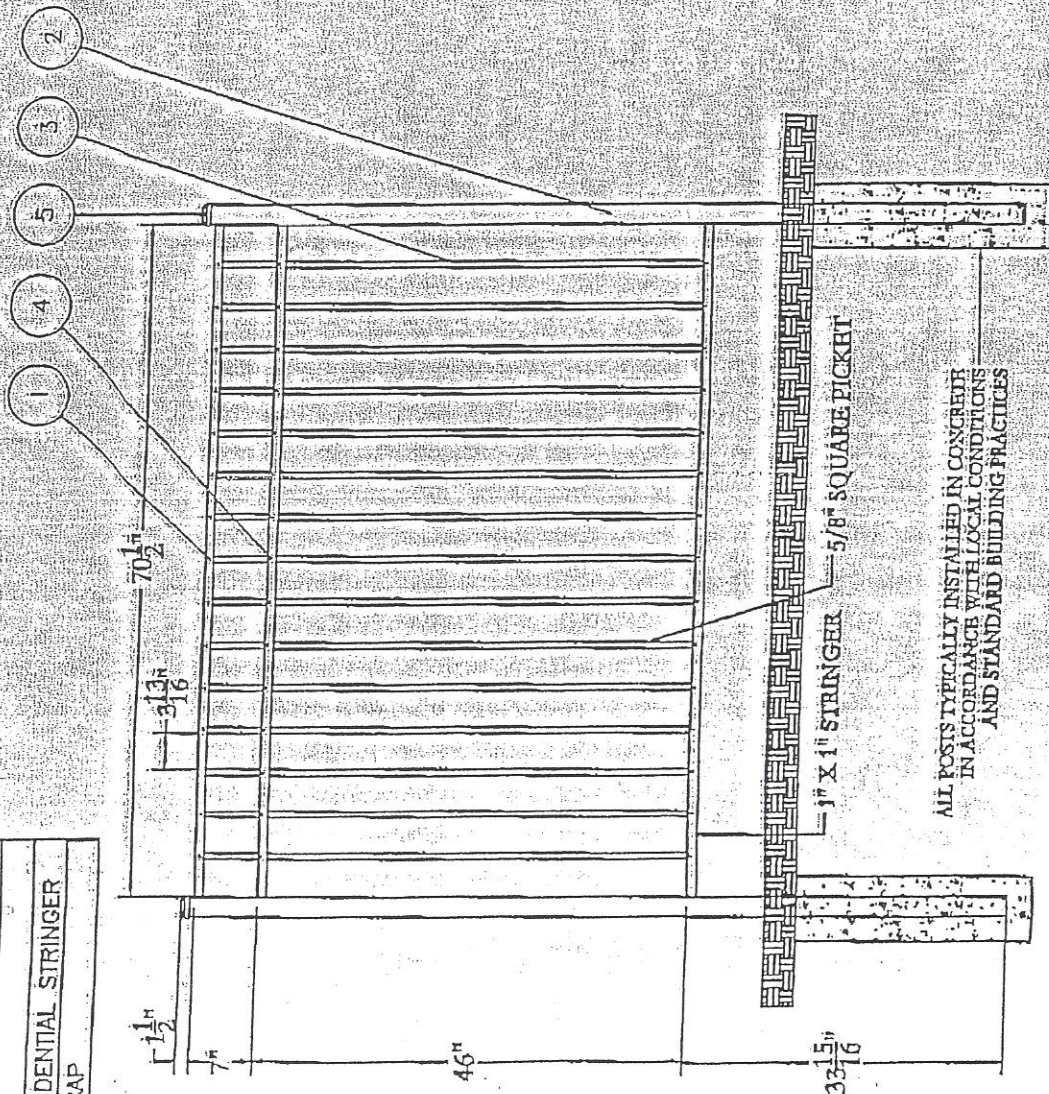 DENTIAL STRINGER
RAP
1
4
5
3
2
70 1/2"
3 13/16"
1 1/2"
7"
46"
33 15/16"
1" X 1" STRINGER
5/8" SQUARE PICKET
ALL POSTS TYPICALLY INSTALLED IN CONCRETE
IN ACCORDANCE WITH LOCAL CONDITIONS
AND STANDARD BUILDING PRACTICES